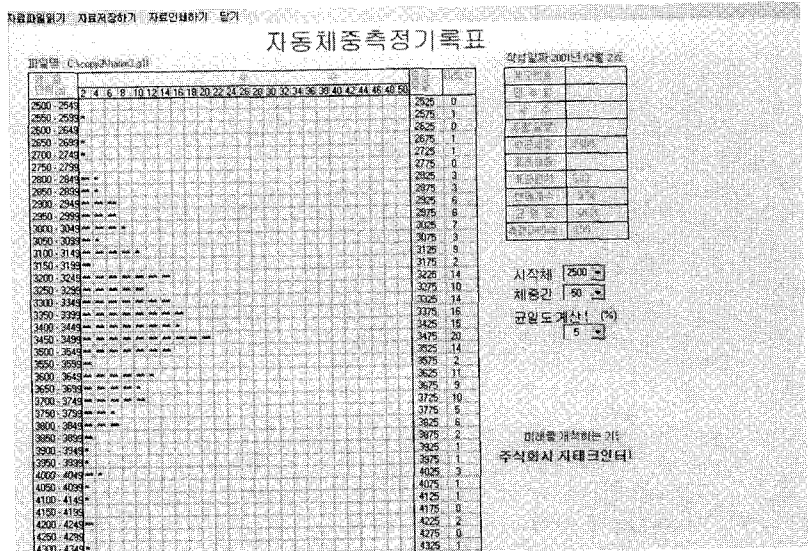 자료파일읽기 자료저장하기 자료인쇄하기 닫기
자동체중측정기록표
파일명
작성일자 2001년 02월
2 4 6 8 10 12 14 16 18 20 22 24 26 28 30 32 34 36 38 40 42 44 46 48 50
2500 - 2549 2525 0
2550 - 2599 2575 1
2600 - 2649 2625 0
2650 - 2699 2675 1
2700 - 2749 2725 1
2750 - 2799 2775 0
2800 - 2849 2825 3
2850 - 2899 2875 3
2900 - 2949 2925 6
2950 - 2999 2975 6
3000 - 3049 3025 7
3050 - 3099 3075 3
3100 - 3149 3125 9
3150 - 3199 3175 2
3200 - 3249 3225 14
3250 - 3299 3275 10
3300 - 3349 3325 14
3350 - 3399 3375 16
3400 - 3449 3425 15
3450 - 3499 3475 20
3500 - 3549 3525 14
3550 - 3599 3575 2
3600 - 3649 3625 11
3650 - 3699 3675 9
3700 - 3749 3725 10
3750 - 3799 3775 5
3800 - 3849 3825 6
3850 - 3899 3875 2
3900 - 3949 3925 1
3950 - 3999 3975 1
4000 - 4049 4025 3
4050 - 4099 4075 1
4100 - 4149 4125 1
4150 - 4199 4175 0
4200 - 4249 4225 2
4250 - 4299 4275 0
4300 - 4349 4325 1
시작체 2500
체중간 50
균일도계산! (%)
5
미래를 개척하는 기
주식회사 지테크인터